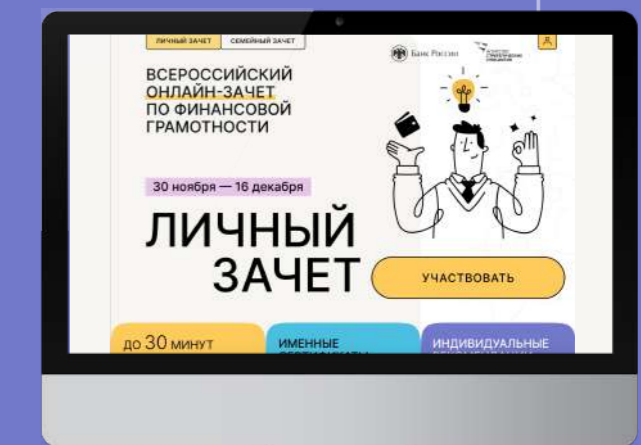 ЛИЧНЫЙ ЗАЧЕТ
СЕМЕЙНЫЙ ЗАЧЕТ
Банк России
ВСЕРОССИЙСКИЙ
ОНЛАЙН-ЗАЧЕТ
ПО ФИНАНСОВОЙ
ГРАМОТНОСТИ
30 ноября — 16 декабря
ЛИЧНЫЙ
ЗАЧЕТ
УЧАСТВОВАТЬ
ДО 30 МИНУТ
ИМЕННЫЕ
ИНДИВИДУАЛЬНЫЕ